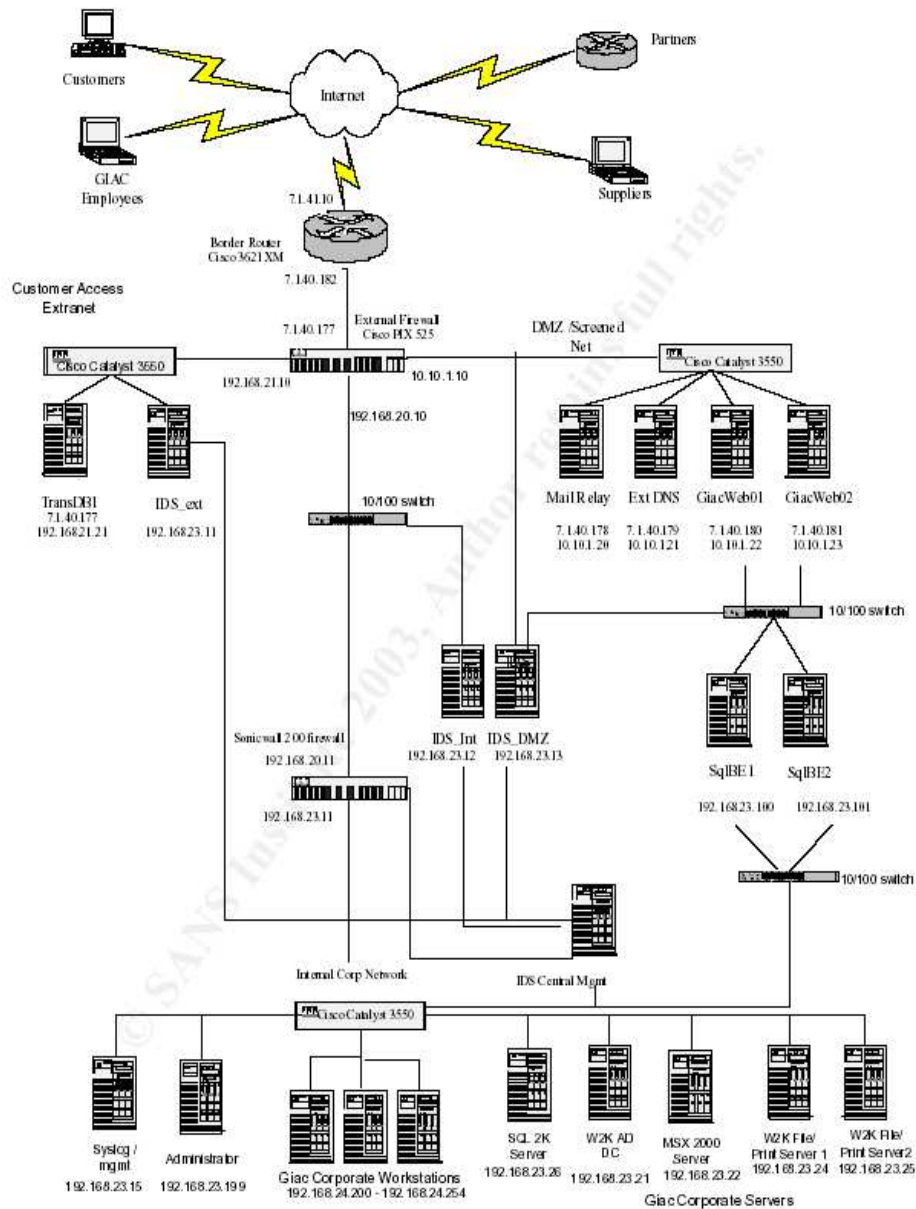 Customers
Partners
Internet
GIAC
Employees
Suppliers
7.1.41.10
Border Router
Cisco 3621 XM
7.1.40.182
Customer Access
Extranet
7.1.40.177
External Firewall
Cisco PIX 525
DMZ /Screened
Net
Cisco Catalyst 3550
Cisco Catalyst 3550
192.168.21.10
10.10.1.10
192.168.20.10
TransDB1
7.1.40.177
192.168.21.21
IDS_ext
192.168.23.11
10/100 switch
Mail Relay
7.1.40.178
10.10.1.20
Ext DNS
7.1.40.179
10.10.1.21
GiacWeb01
7.1.40.180
10.10.1.22
GiacWeb02
7.1.40.181
10.10.1.23
10/100 switch
IDS_Int
192.168.23.12
IDS_DMZ
192.168.23.13
SqlBE1
192.168.23.100
SqlBE2
192.168.23.101
Sonicwall 200 firewall
192.168.20.11
192.168.23.11
10/100 switch
Internal Corp Network
IDS Central Mgmt
Cisco Catalyst 3550
Syslog /
mgmt
192.168.23.15
Administrator
192.168.23.199
Giac Corporate Workstations
192.168.24.200 - 192.168.24.254
SQL 2K
Server
192.168.23.26
W2K AD
DC
192.168.23.21
MSX 2000
Server
192.168.23.22
W2K File/
Print Server 1
192.168.23.24
W2K File/
Print Server2
192.168.23.25
Giac Corporate Servers
© SANS Institute 2003, Author retains full rights.